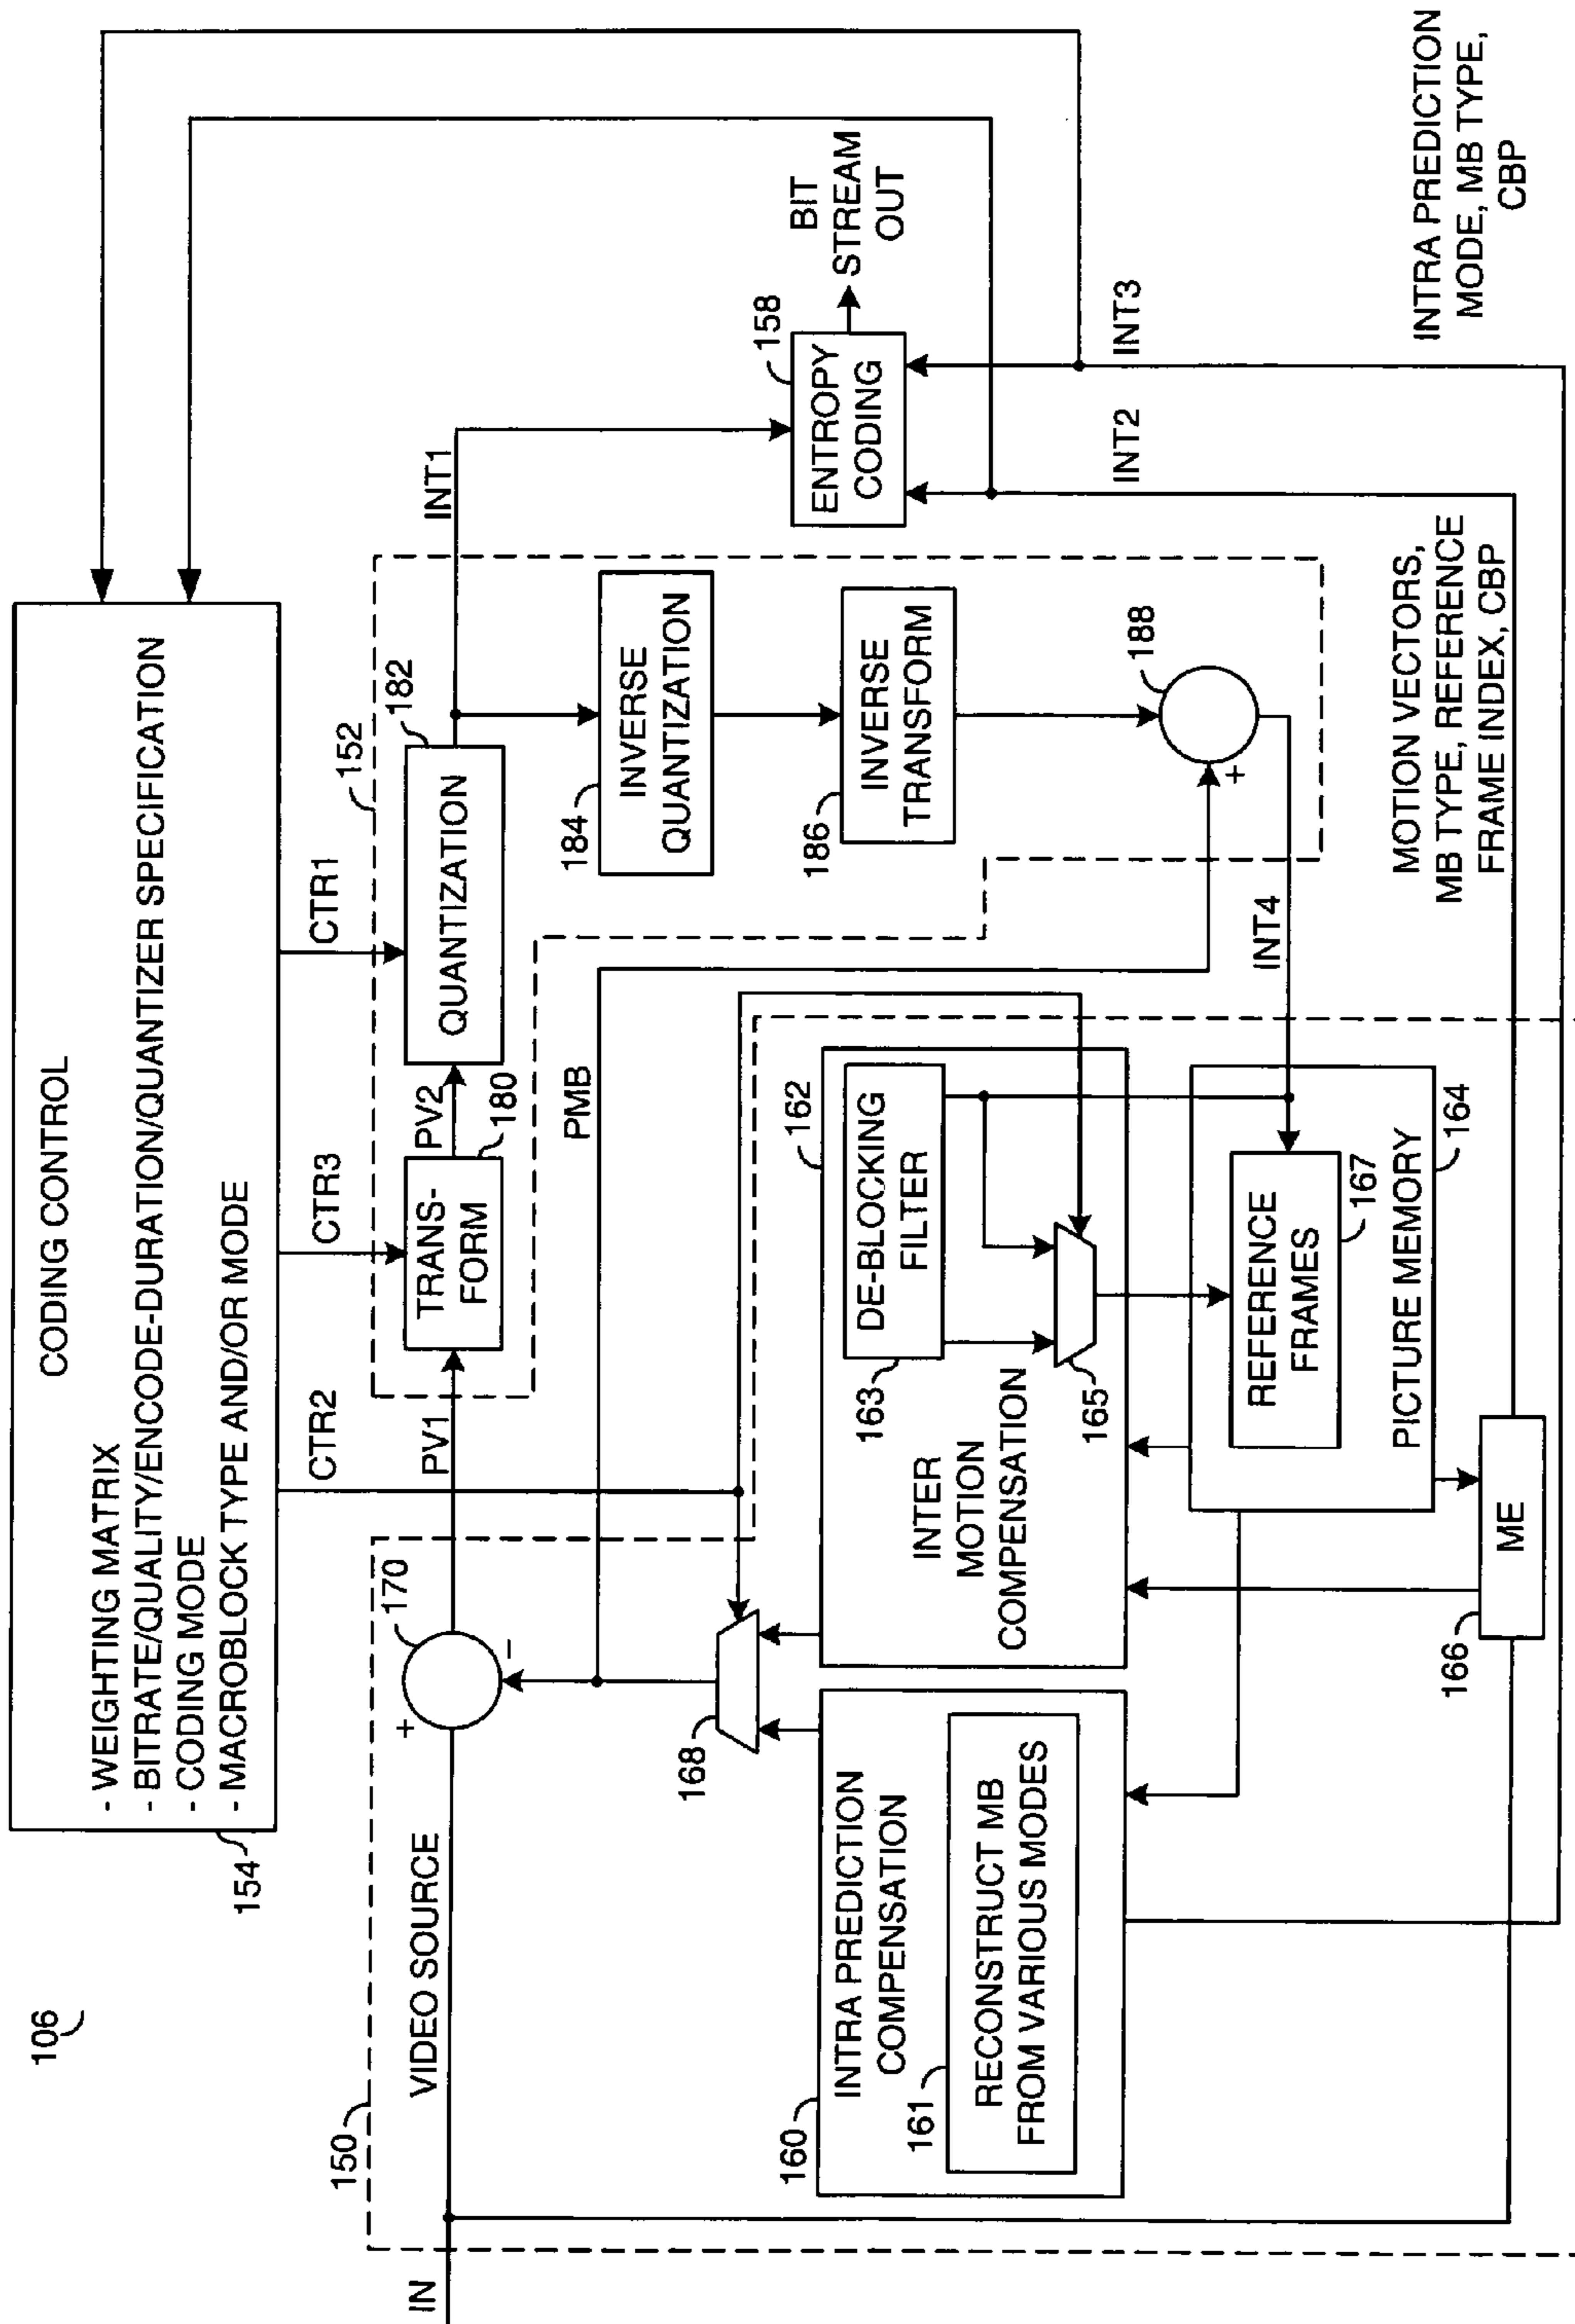 106
154
CODING CONTROL
- WEIGHTING MATRIX
- BITRATE/QUALITY/ENCODE-DURATION/QUANTIZER SPECIFICATION
- CODING MODE
- MACROBLOCK TYPE AND/OR MODE
CTR2
CTR3
CTR1
150
152
IN
VIDEO SOURCE
+
170
-
PV1
TRANS-
FORM
180
PV2
QUANTIZATION
182
INT1
184
INVERSE
QUANTIZATION
186
INVERSE
TRANSFORM
188
+
PMB
168
ENTROPY
CODING
158
BIT
STREAM
OUT
160
INTRA PREDICTION
COMPENSATION
161
RECONSTRUCT MB
FROM VARIOUS MODES
162
INTER
MOTION
COMPENSATION
163
DE-BLOCKING
FILTER
165
INT4
REFERENCE
FRAMES
167
PICTURE MEMORY
164
166
ME
MOTION VECTORS,
MB TYPE, REFERENCE
FRAME INDEX, CBP
INT2
INT3
INTRA PREDICTION
MODE, MB TYPE,
CBP